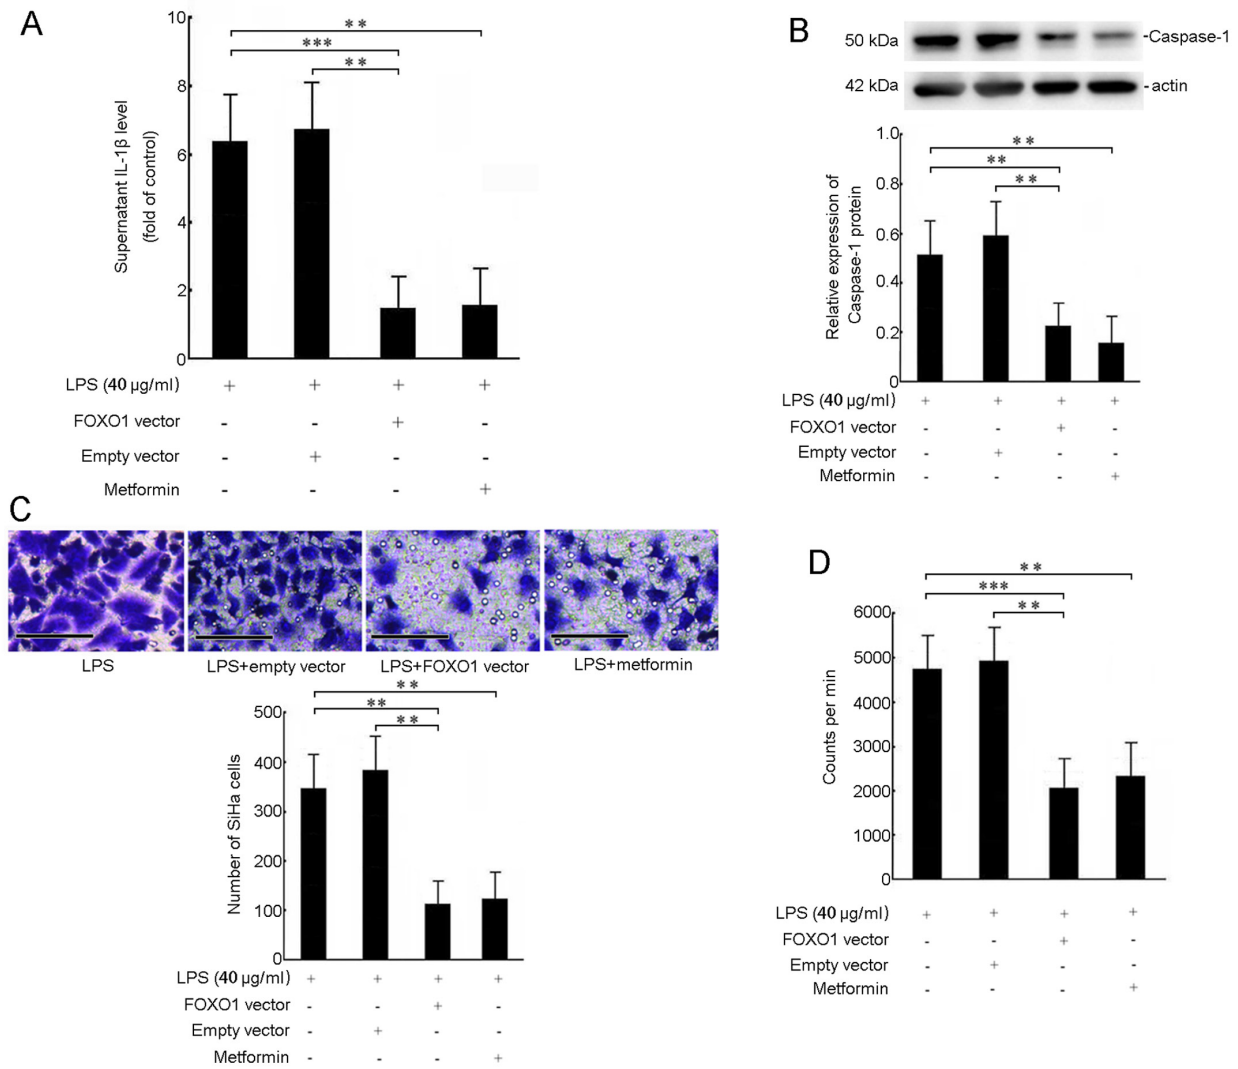 A
10
8
6
4
2
0
**
***
**
Supernatant IL-1β level
(fold of control)
LPS (40 µg/ml) + + + +
FOXO1 vector - - + -
Empty vector - + - -
Metformin - - - +
B
50 kDa -Caspase-1
42 kDa -actin
1.0
0.8
0.6
0.4
0.2
0
**
**
**
Relative expression of
Caspase-1 protein
LPS (40 µg/ml) + + + +
FOXO1 vector - - + -
Empty vector - + - -
Metformin - - - +
C
LPS LPS+empty vector LPS+FOXO1 vector LPS+metformin
500
400
300
200
100
0
**
**
**
Number of SiHa cells
LPS (40 µg/ml) + + + +
FOXO1 vector - - + -
Empty vector - + - -
Metformin - - - +
D
6000
5000
4000
3000
2000
1000
0
**
***
**
Counts per min
LPS (40 µg/ml) + + + +
FOXO1 vector - - + -
Empty vector - + - -
Metformin - - - +